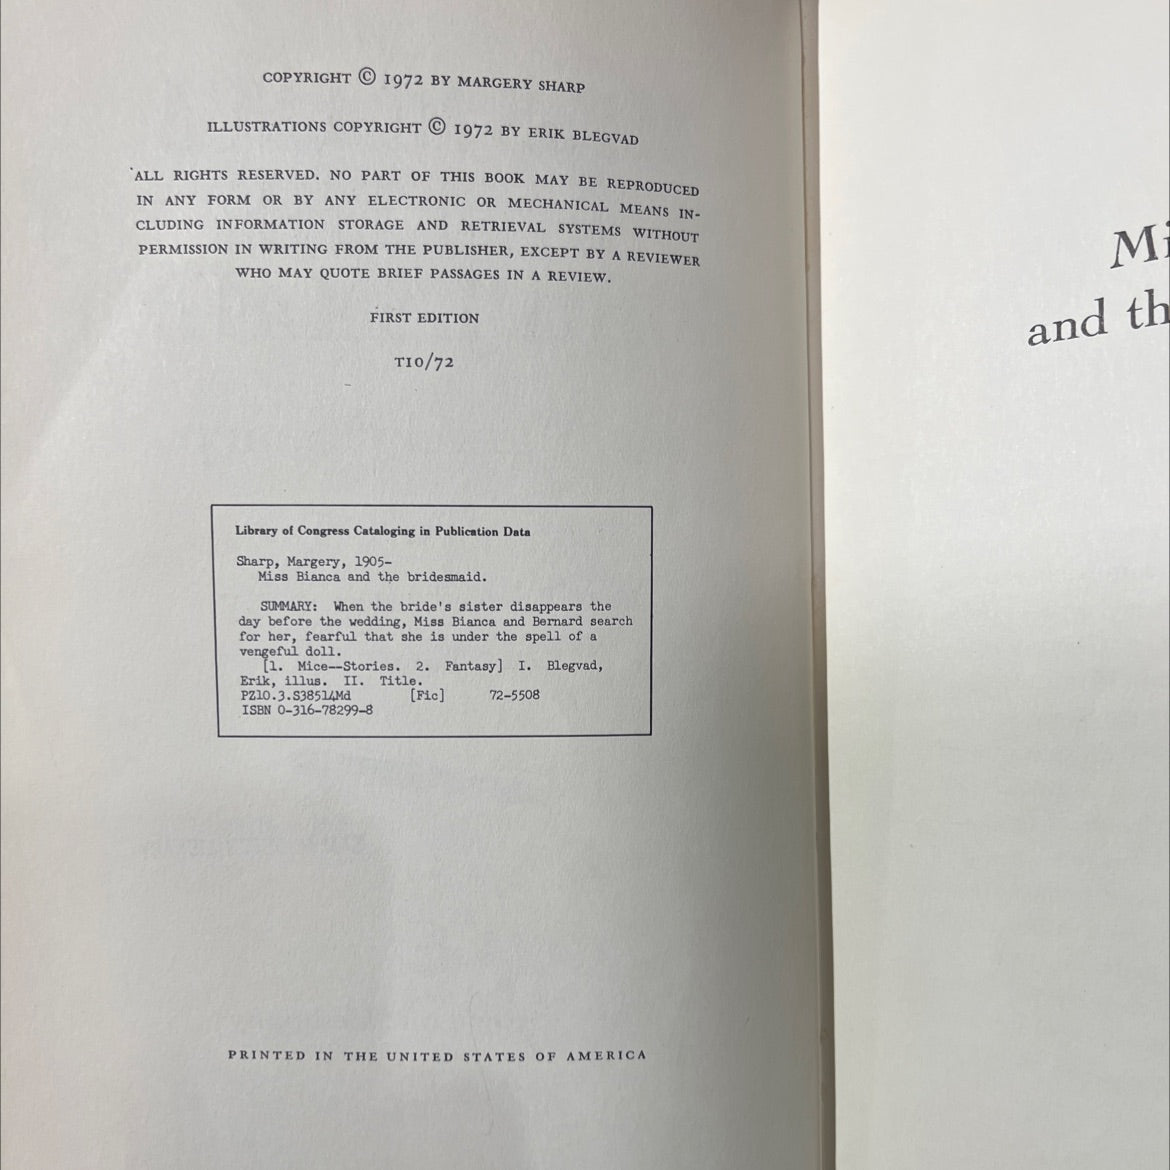 COPYRIGHT © 1972 BY MARGERY SHARP
ILLUSTRATIONS COPYRIGHT © 1972 BY ERIK BLEGVAD
ALL RIGHTS RESERVED. NO PART OF THIS BOOK MAY BE REPRODUCED
IN ANY FORM OR BY ANY ELECTRONIC OR MECHANICAL MEANS IN-
CLUDING INFORMATION STORAGE AND RETRIEVAL SYSTEMS WITHOUT
PERMISSION IN WRITING FROM THE PUBLISHER, EXCEPT BY A REVIEWER
WHO MAY QUOTE BRIEF PASSAGES IN A REVIEW.
FIRST EDITION
T10/72
Library of Congress Cataloging in Publication Data
Sharp, Margery, 1905-
Miss Bianca and the bridesmaid.
SUMMARY: When the bride's sister disappears the
day before the wedding, Miss Bianca and Bernard search
for her, fearful that she is under the spell of a
vengeful doll.
[1. Mice--Stories. 2. Fantasy] I. Blegvad,
Erik, illus. II. Title.
PZ10.3.S38514Md [Fic] 72-5508
ISBN 0-316-78299-8
PRINTED IN THE UNITED STATES OF AMERICA
Mi
and th